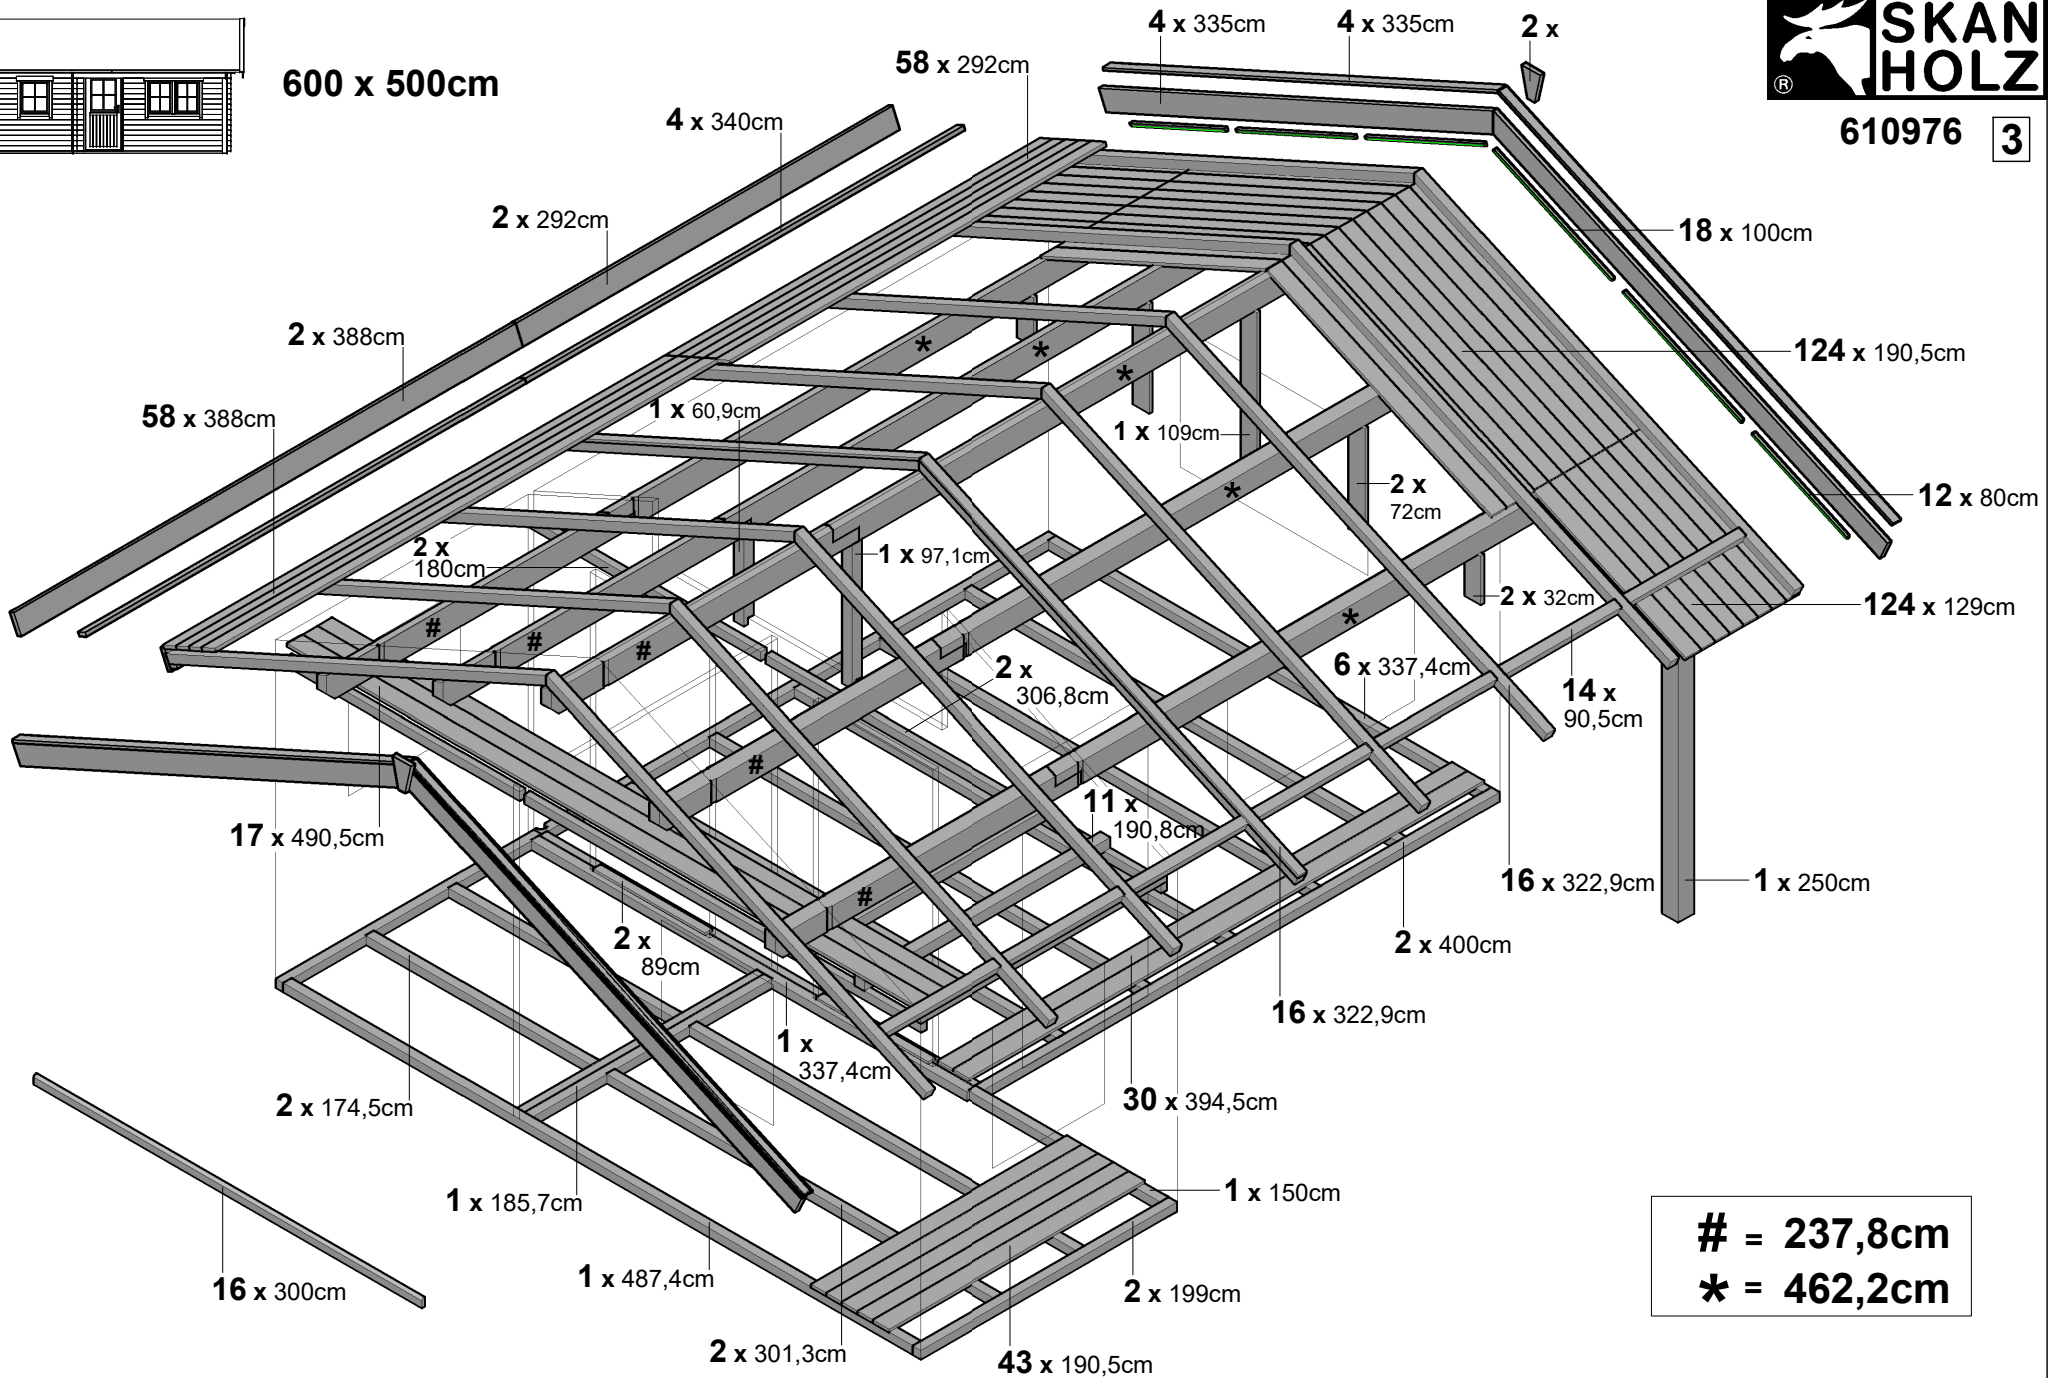 600 x 500cm
SKAN
HOLZ
®
610976 3
4 x 335cm
4 x 335cm
2 x
58 x 292cm
4 x 340cm
2 x 292cm
2 x 388cm
58 x 388cm
18 x 100cm
124 x 190,5cm
12 x 80cm
124 x 129cm
1 x 60,9cm
1 x 109cm
2 x
72cm
2 x
180cm
1 x 97,1cm
2 x 32cm
2 x
306,8cm
6 x 337,4cm
14 x
90,5cm
11 x
190,8cm
17 x 490,5cm
16 x 322,9cm
1 x 250cm
2 x
89cm
2 x 400cm
16 x 322,9cm
1 x
337,4cm
30 x 394,5cm
2 x 174,5cm
1 x 185,7cm
1 x 150cm
16 x 300cm
1 x 487,4cm
2 x 199cm
2 x 301,3cm
43 x 190,5cm
*
*
*
*
*
#
#
#
#
#
# = 237,8cm
* = 462,2cm